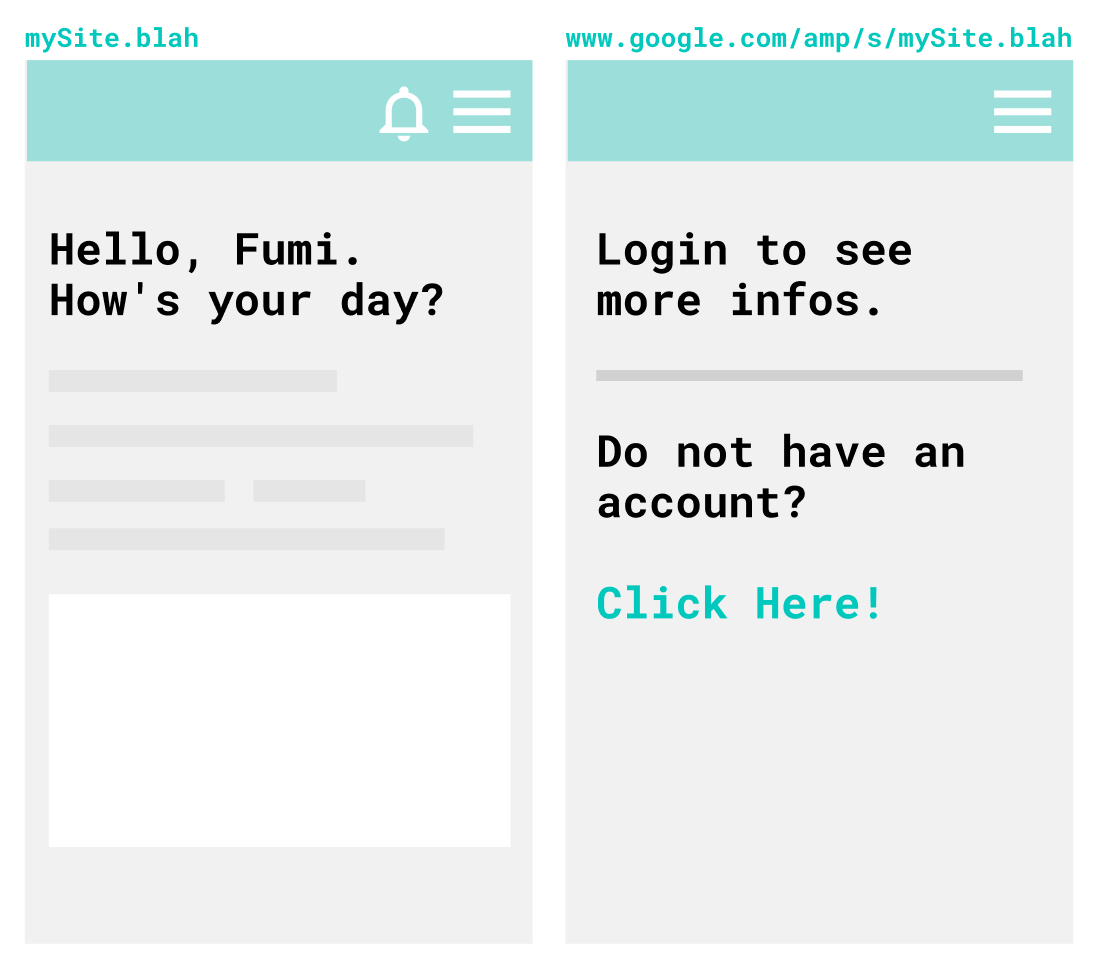 mySite.blah
Hello, Fumi.
How's your day?
www.google.com/amp/s/mySite.blah
Login to see
more infos.
Do not have an
account?
Click Here!